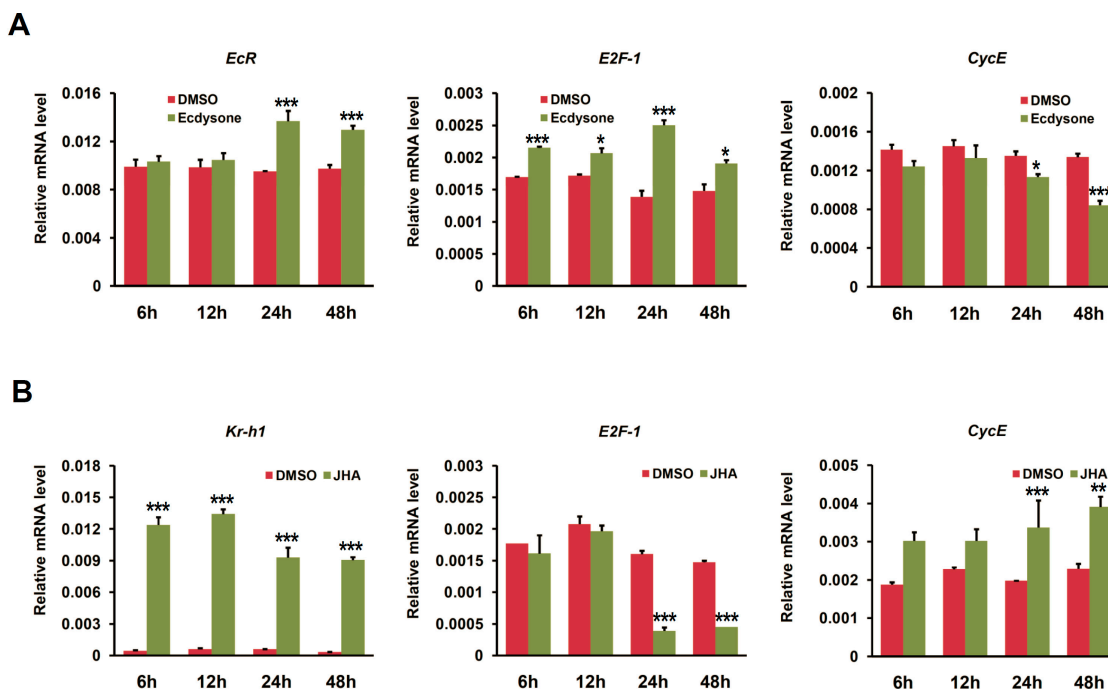 A
EcR
Relative mRNA level
0.016
0.012
0.008
0.004
0
DMSO
Ecdysone
***
***
6h 12h 24h 48h
E2F-1
Relative mRNA level
0.003
0.0025
0.002
0.0015
0.001
0.0005
0
DMSO
Ecdysone
***
*
***
*
6h 12h 24h 48h
CycE
Relative mRNA level
0.002
0.0016
0.0012
0.0008
0.0004
0
DMSO
Ecdysone
*
***
6h 12h 24h 48h
B
Kr-h1
Relative mRNA level
0.018
0.015
0.012
0.009
0.006
0.003
0
DMSO JHA
***
***
***
***
6h 12h 24h 48h
E2F-1
Relative mRNA level
0.003
0.0025
0.002
0.0015
0.001
0.0005
0
DMSO JHA
***
***
6h 12h 24h 48h
CycE
Relative mRNA level
0.005
0.004
0.003
0.002
0.001
0
DMSO JHA
***
**
6h 12h 24h 48h